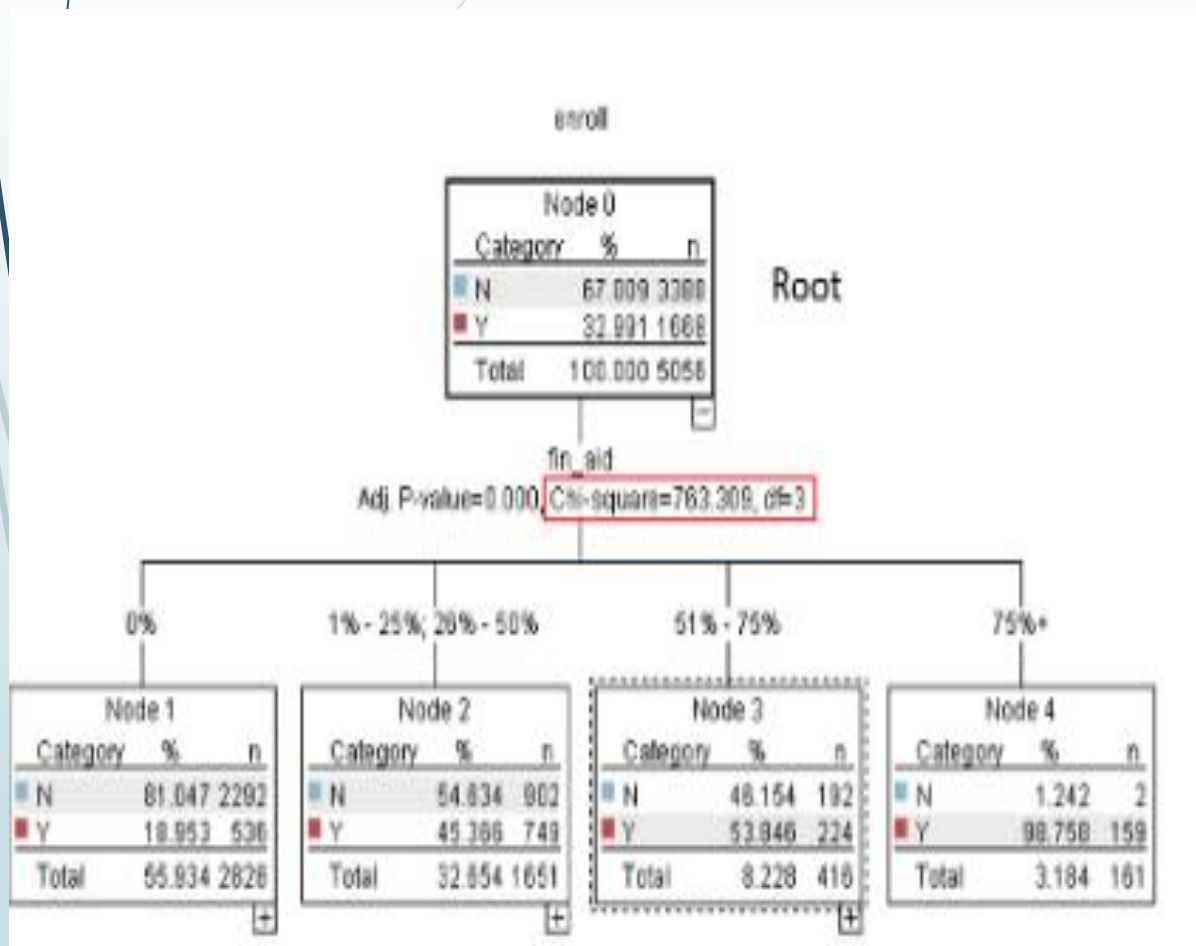 enroll
Node 0
Category % n
N 67.009 3388
Y 32.991 1668
Total 100.000 5056
Root
fin_aid
Adj. P-value=0.000, Chi-square=763.309, df=3
0%
1% - 25%; 26% - 50%
51% - 75%
75%+
Node 1
Category % n
N 81.047 2292
Y 18.953 536
Total 55.934 2828
Node 2
Category % n
N 54.634 902
Y 45.366 749
Total 32.654 1651
Node 3
Category % n
N 46.154 192
Y 53.846 224
Total 8.228 416
Node 4
Category % n
N 1.242 2
Y 98.758 159
Total 3.184 161